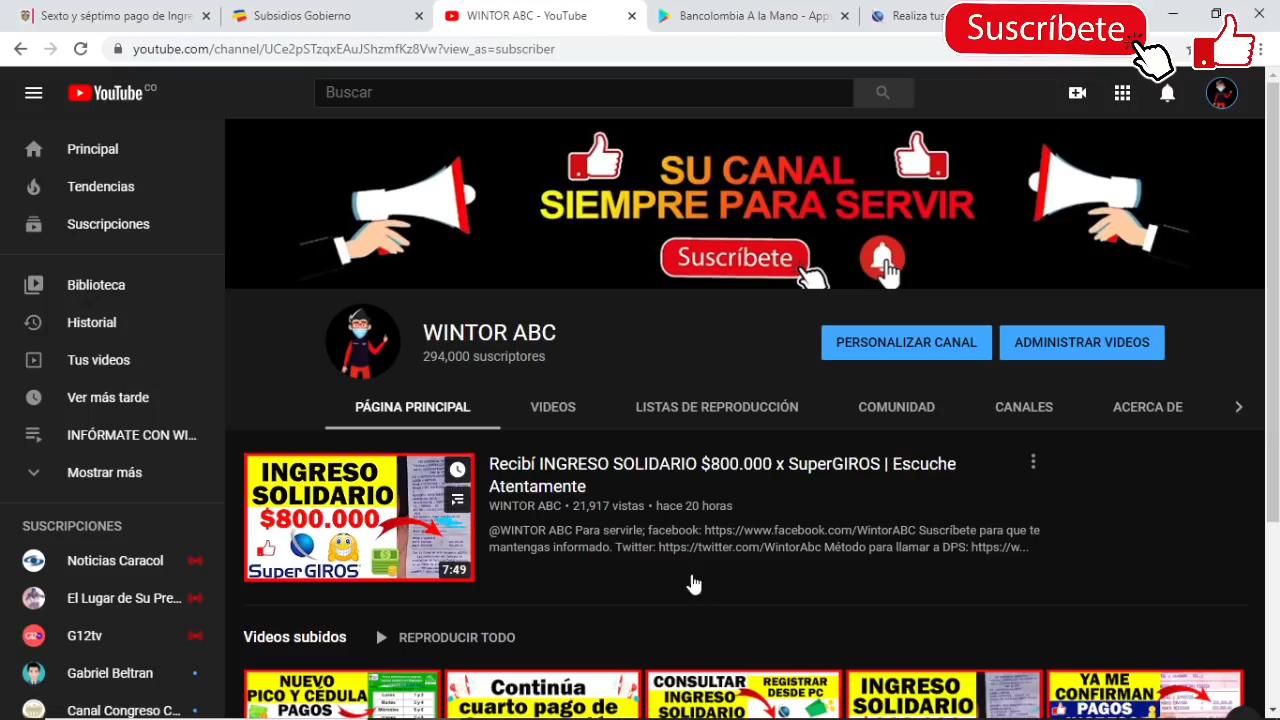 Sexto y séptimo pago de Ingre
Subsidios Gobierno
WINTOR ABC - YouTube
Bancolombia A la Mano - App
Realiza tus
Suscríbete
youtube.com/channel/UCe2pSTzqxEAuJShzmfKz8Vw?view_as=subscriber
YouTube CO
Buscar
Principal
Tendencias
Suscripciones
Biblioteca
Historial
Tus videos
Ver más tarde
INFÓRMATE CON WI...
Mostrar más
SUSCRIPCIONES
Noticias Caracol
El Lugar de Su Pre...
G12tv
Gabriel Beltran
Canal Congreso C...
SU CANAL
SIEMPRE PARA SERVIR
Suscríbete
WINTOR ABC
294,000 suscriptores
PERSONALIZAR CANAL
ADMINISTRAR VIDEOS
PÁGINA PRINCIPAL
VIDEOS
LISTAS DE REPRODUCCIÓN
COMUNIDAD
CANALES
ACERCA DE
INGRESO
SOLIDARIO
$800.000
SuperGIROS
7:49
Recibí INGRESO SOLIDARIO $800.000 x SuperGIROS | Escuche
Atentamente
WINTOR ABC • 21,917 vistas • hace 20 horas
@WINTOR ABC Para servirle; facebook: https://www.facebook.com/WintorABC Suscríbete para que te
mantengas informado. Twitter: https://twitter.com/WintorAbc Método para llamar a DPS: https://w...
Videos subidos
REPRODUCIR TODO
NUEVO
PICO Y CEDULA
Continúa
cuarto pago de
CONSULTAR
INGRESO
SOLIDARIO
REGISTRAR
DESDE
INGRESO
SOLIDARIO
YA ME
CONFIRMAN
PAGOS